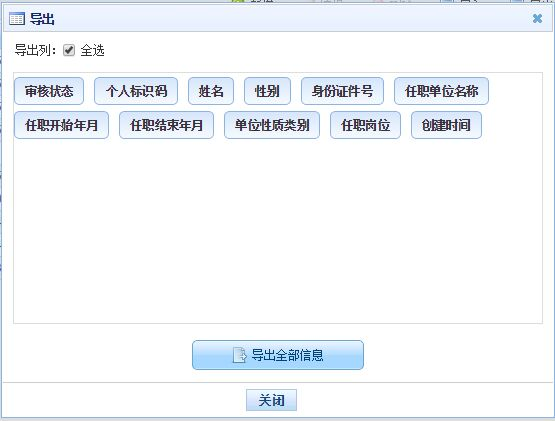 导出
导出列: 全选
审核状态 个人标识码 姓名 性别 身份证件号 任职单位名称
任职开始年月 任职结束年月 单位性质类别 任职岗位 创建时间
导出全部信息
关闭